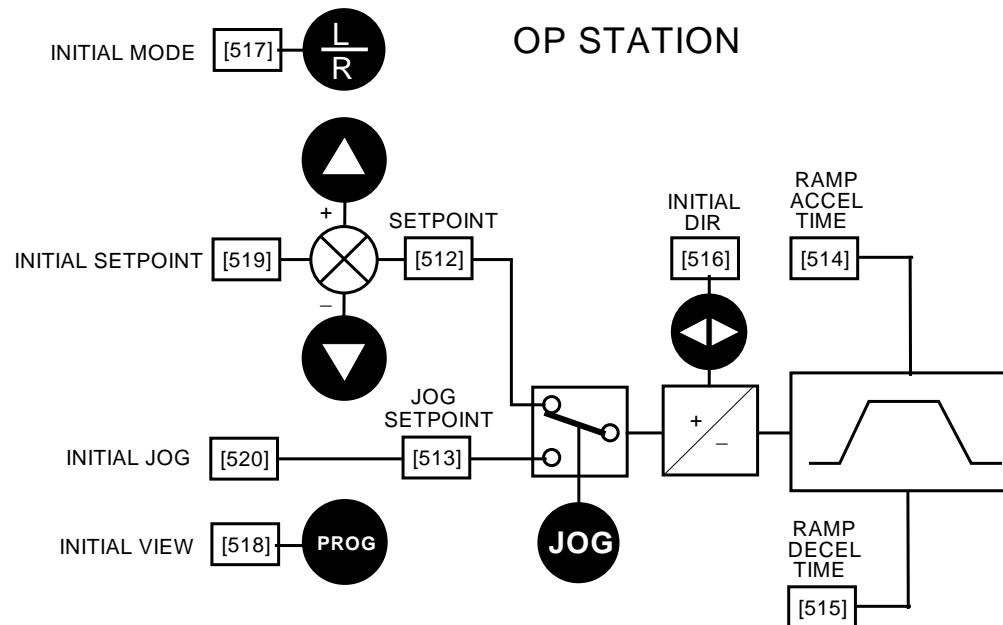 OP STATION
INITIAL MODE
[517]
L
R
+
INITIAL SETPOINT
[519]
SETPOINT
[512]
–
INITIAL
DIR
[516]
RAMP
ACCEL
TIME
[514]
JOG
SETPOINT
INITIAL JOG
[520]
[513]
+
–
INITIAL VIEW
[518]
PROG
JOG
RAMP
DECEL
TIME
[515]